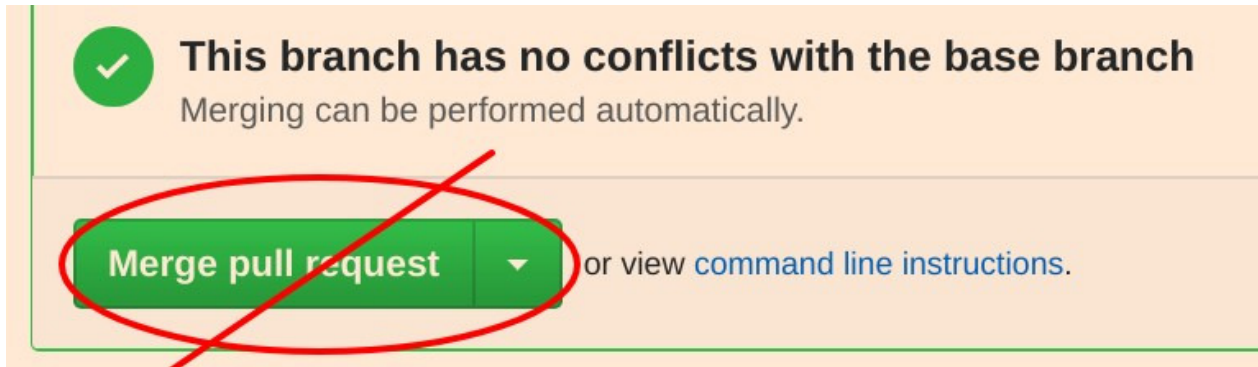 This branch has no conflicts with the base branch
Merging can be performed automatically.
Merge pull request or view command line instructions.